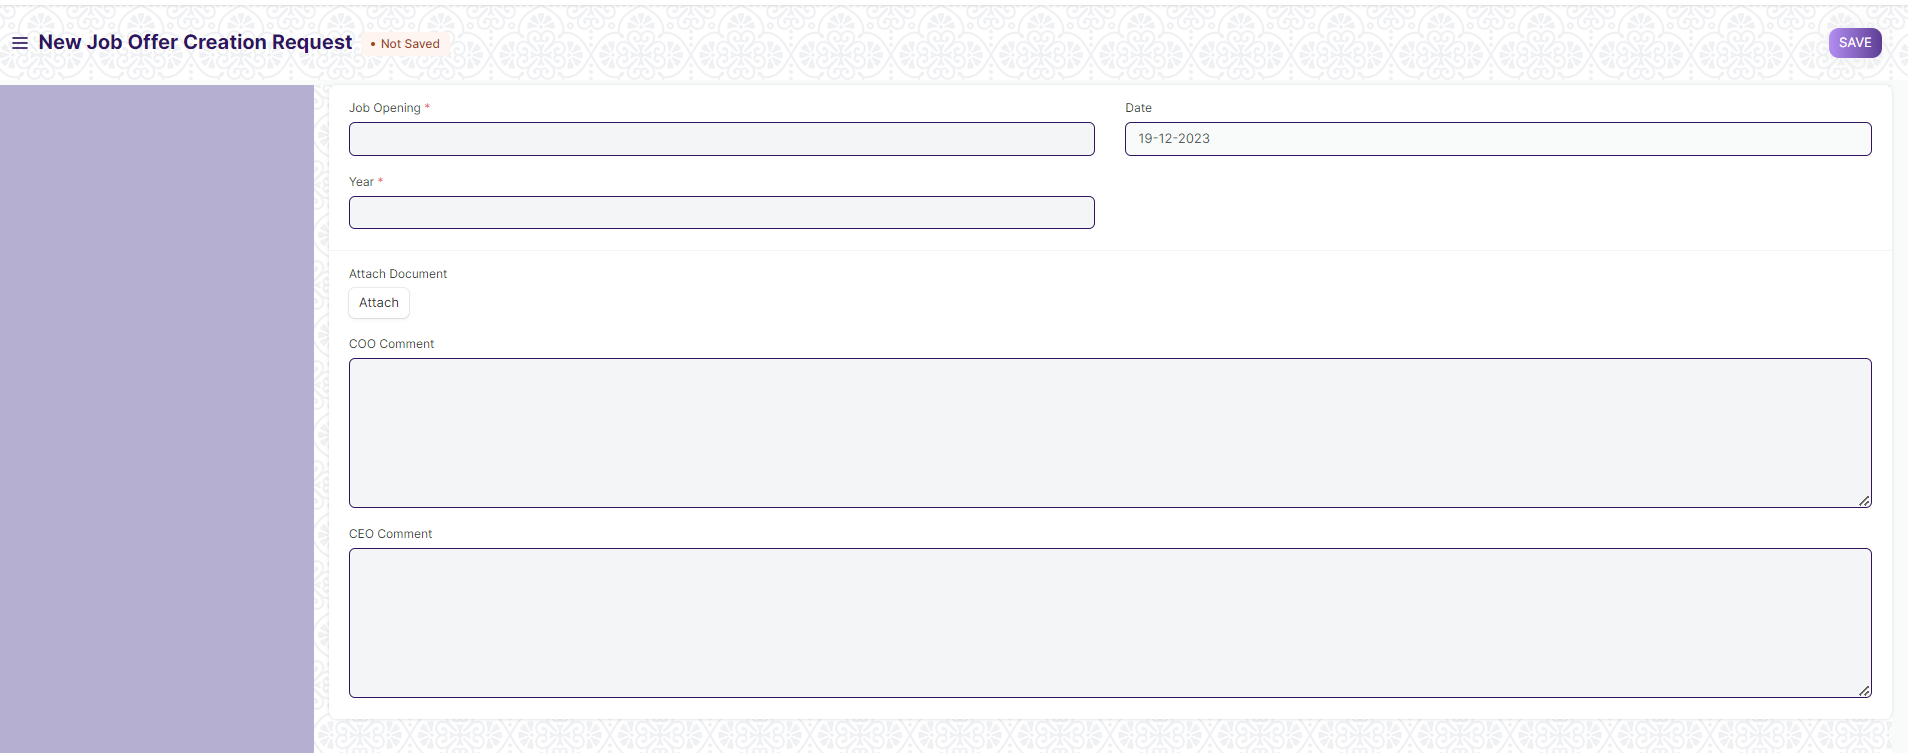 New Job Offer Creation Request
• Not Saved
SAVE
Job Opening *
Date
19-12-2023
Year *
Attach Document
Attach
COO Comment
CEO Comment